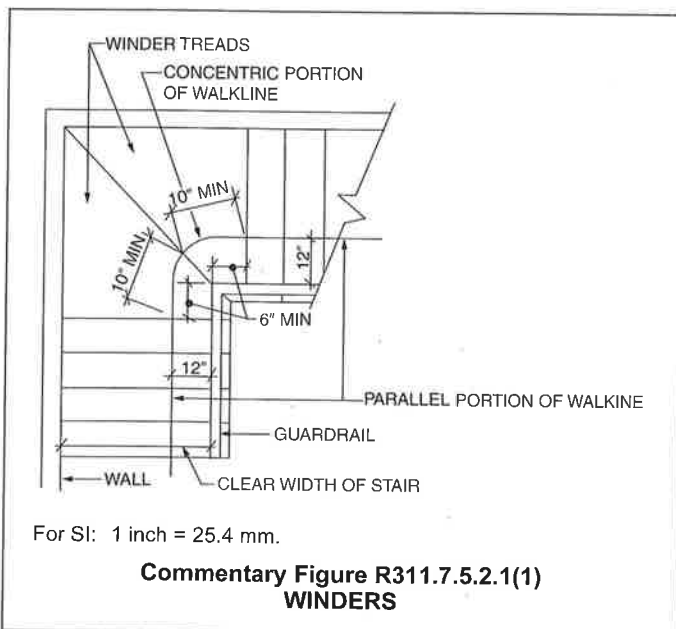 WINDER TREADS
CONCENTRIC PORTION
OF WALKLINE
10" MIN
10" MIN
12"
6" MIN
12"
PARALLEL PORTION OF WALKINE
GUARDRAIL
WALL
CLEAR WIDTH OF STAIR
For SI: 1 inch = 25.4 mm.
Commentary Figure R311.7.5.2.1(1)
WINDERS